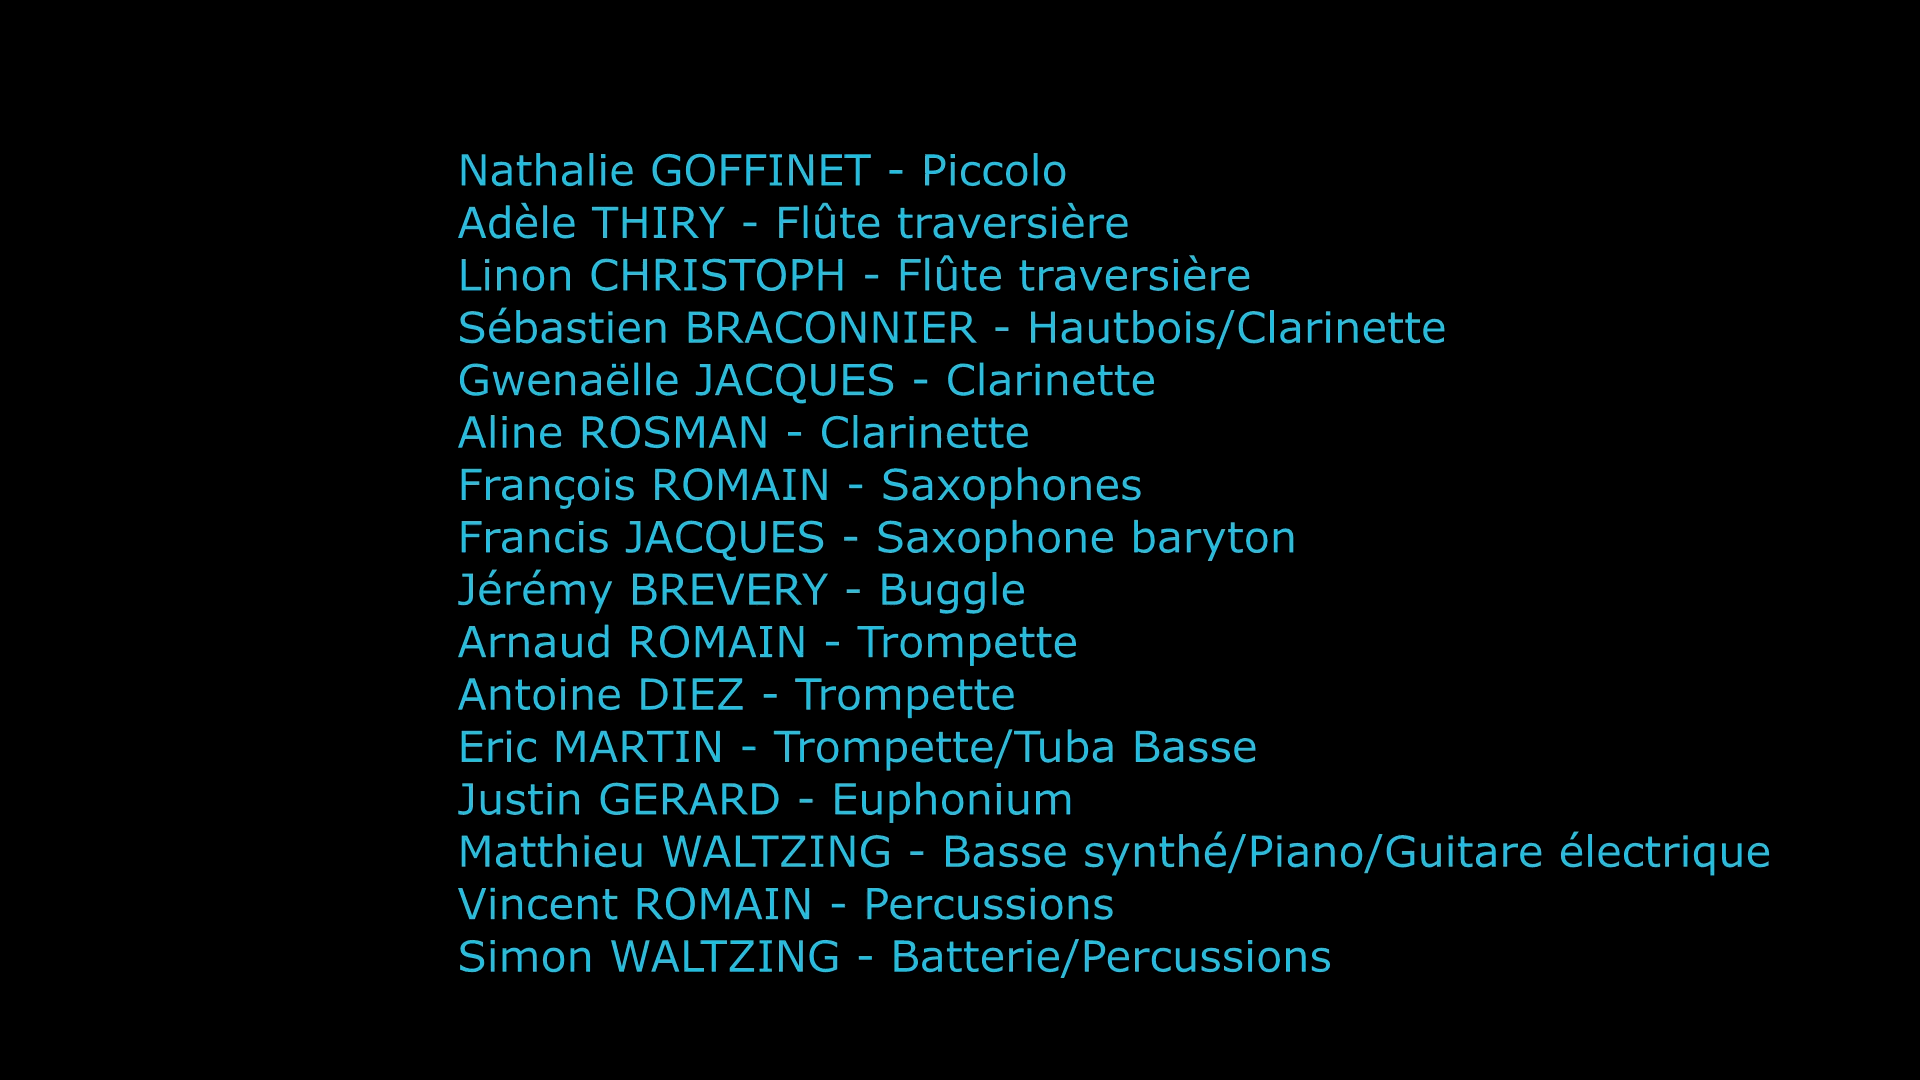 Nathalie GOFFINET - Piccolo
Adèle THIRY - Flûte traversière
Linon CHRISTOPH - Flûte traversière
Sébastien BRACONNIER - Hautbois/Clarinette
Gwenaëlle JACQUES - Clarinette
Aline ROSMAN - Clarinette
François ROMAIN - Saxophones
Francis JACQUES - Saxophone baryton
Jérémy BREVERY - Buggle
Arnaud ROMAIN - Trompette
Antoine DIEZ - Trompette
Eric MARTIN - Trompette/Tuba Basse
Justin GERARD - Euphonium
Matthieu WALTZING - Basse synthé/Piano/Guitare électrique
Vincent ROMAIN - Percussions
Simon WALTZING - Batterie/Percussions